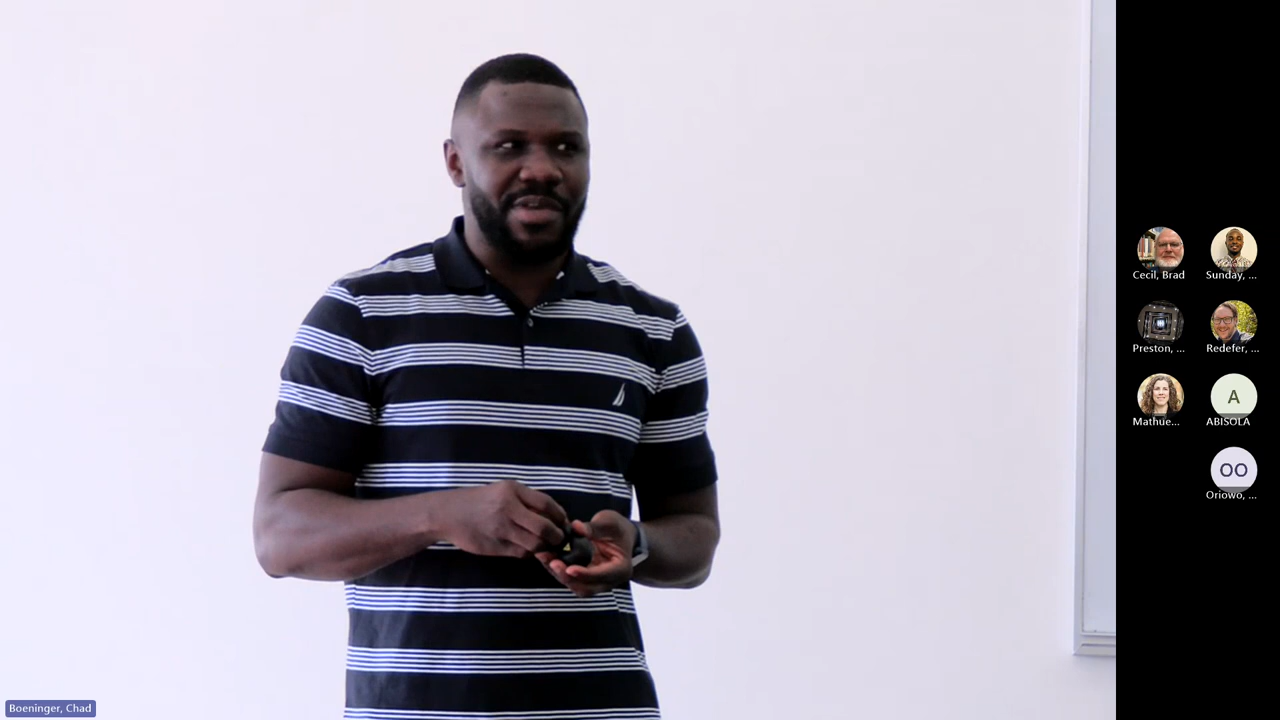 Cecil, Brad
Sunday, ...
Preston, ...
Redefer, ...
Mathue...
A
ABISOLA
OO
Oriowo, ...
Boeninger, Chad